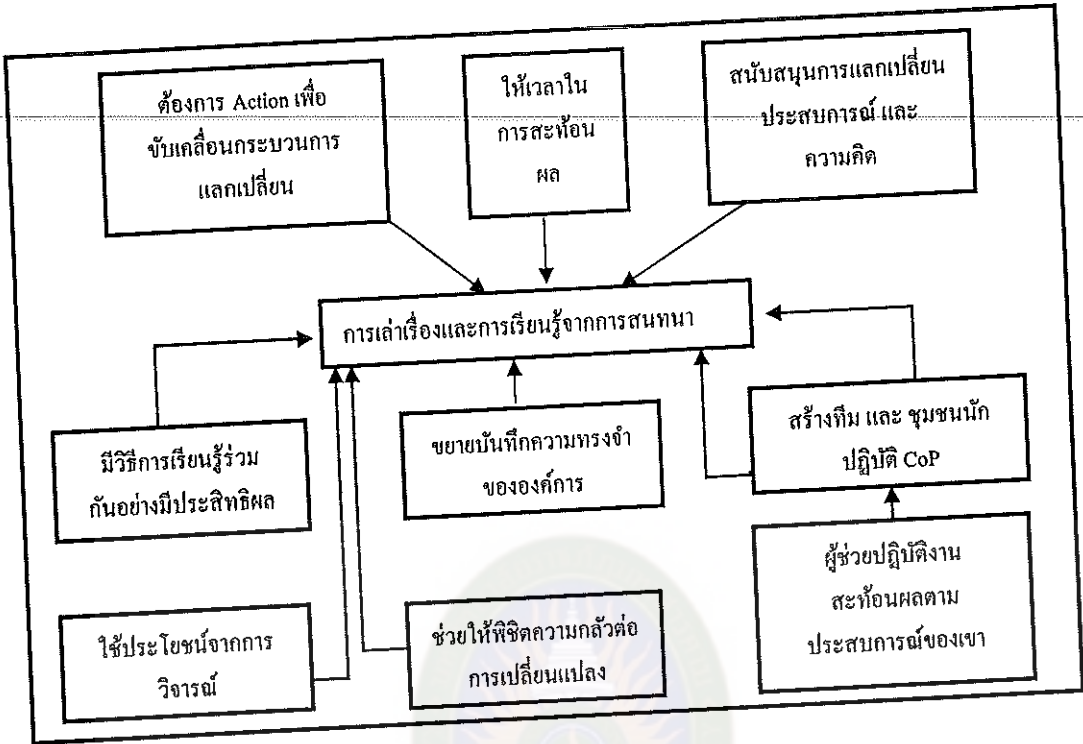 ต้องการ Action เพื่อ
ขับเคลื่อนกระบวนการ
แลกเปลี่ยน
ให้เวลาใน
การสะท้อน
ผล
สนับสนุนการแลกเปลี่ยน
ประสบการณ์ และ
ความคิด
การเล่าเรื่องและการเรียนรู้จากการสนทนา
มีวิธีการเรียนรู้ร่วม
กันอย่างมีประสิทธิผล
ขยายบันทึกความทรงจำ
ขององค์การ
สร้างทีม และ ชุมชนนัก
ปฏิบัติ CoP
ใช้ประโยชน์จากการ
วิจารณ์
ช่วยให้พิชิตความกลัวต่อ
การเปลี่ยนแปลง
ผู้ช่วยปฏิบัติงาน
สะท้อนผลตาม
ประสบการณ์ของเขา